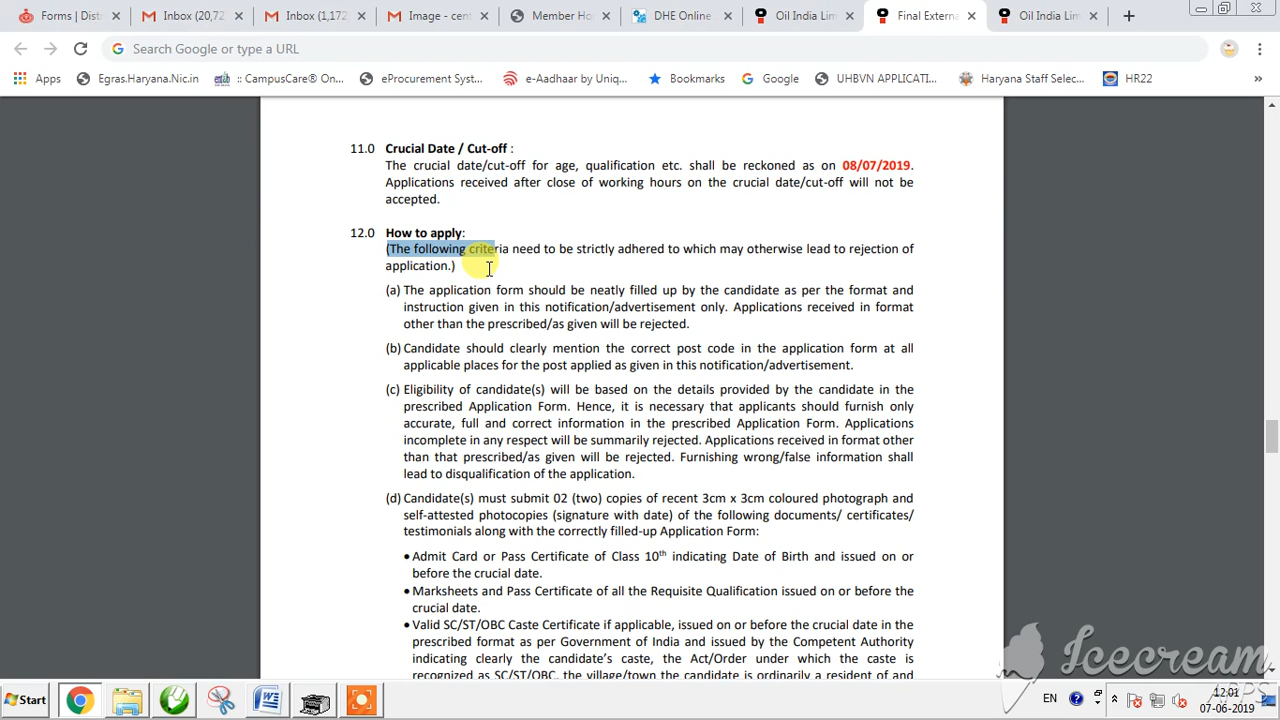 Forms | Dist
Inbox (20,72
Inbox (1,172
Image - cent
Member Ho
DHE Online
Oil India Lim
Final Externa
Oil India Lim
Search Google or type a URL
Apps
Egras.Haryana.Nic.in
:: CampusCare® On...
eProcurement Syst...
e-Aadhaar by Uniq...
Bookmarks
Google
UHBVN APPLICATI...
Haryana Staff Selec...
HR22
»
11.0 Crucial Date / Cut-off :
The crucial date/cut-off for age, qualification etc. shall be reckoned as on 08/07/2019.
Applications received after close of working hours on the crucial date/cut-off will not be
accepted.
12.0 How to apply:
(The following criteria need to be strictly adhered to which may otherwise lead to rejection of
application.)
(a) The application form should be neatly filled up by the candidate as per the format and
instruction given in this notification/advertisement only. Applications received in format
other than the prescribed/as given will be rejected.
(b) Candidate should clearly mention the correct post code in the application form at all
applicable places for the post applied as given in this notification/advertisement.
(c) Eligibility of candidate(s) will be based on the details provided by the candidate in the
prescribed Application Form. Hence, it is necessary that applicants should furnish only
accurate, full and correct information in the prescribed Application Form. Applications
incomplete in any respect will be summarily rejected. Applications received in format other
than that prescribed/as given will be rejected. Furnishing wrong/false information shall
lead to disqualification of the application.
(d) Candidate(s) must submit 02 (two) copies of recent 3cm x 3cm coloured photograph and
self-attested photocopies (signature with date) of the following documents/ certificates/
testimonials along with the correctly filled-up Application Form:
• Admit Card or Pass Certificate of Class 10th indicating Date of Birth and issued on or
before the crucial date.
• Marksheets and Pass Certificate of all the Requisite Qualification issued on or before the
crucial date.
• Valid SC/ST/OBC Caste Certificate if applicable, issued on or before the crucial date in the
prescribed format as per Government of India and issued by the Competent Authority
indicating clearly the candidate's caste, the Act/Order under which the caste is
recognized as SC/ST/OBC, the village/town the candidate is ordinarily a resident of and
Icecream
APPS
Start
EN
12:01
07-06-2019